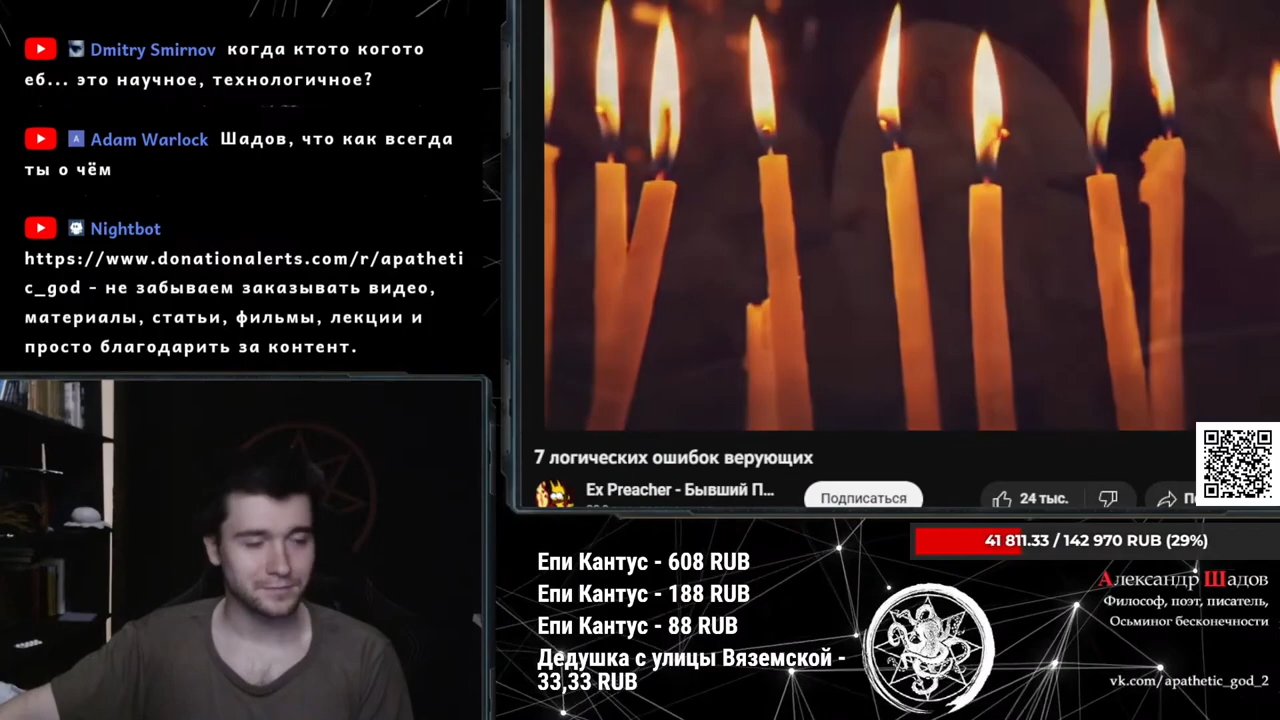 Dmitry Smirnov когда ктото когото
еб... это научное, технологичное?
Adam Warlock Шадов, что как всегда
ты о чём
Nightbot
https://www.donationalerts.com/r/apatheti
c_god - не забываем заказывать видео,
материалы, статьи, фильмы, лекции и
просто благодарить за контент.
7 логических ошибок верующих
Ex Preacher - Бывший П...
Подписаться
24 тыс.
41 811.33 / 142 970 RUB (29%)
Епи Кантус - 608 RUB
Епи Кантус - 188 RUB
Епи Кантус - 88 RUB
Дедушка с улицы Вяземской -
33,33 RUB
Александр Шадов
Философ, поэт, писатель,
Осьминог бесконечности
vk.com/apathetic_god_2